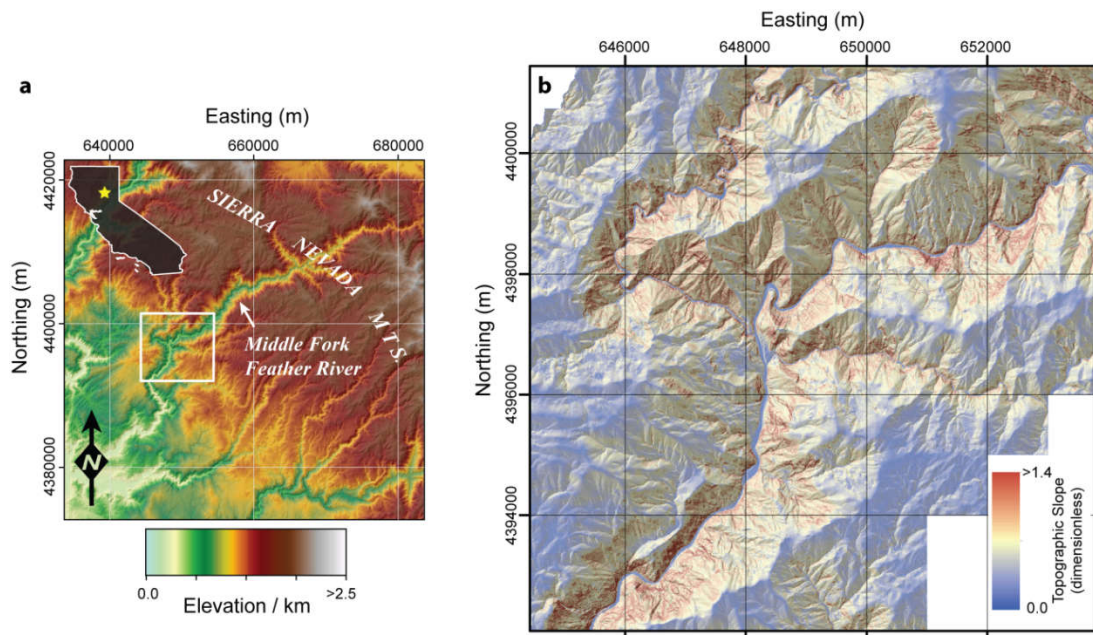 a
Easting (m)
640000
660000
680000
Northing (m)
4420000
4400000
4380000
SIERRA
NEVADA
MTS.
Middle Fork
Feather River
N
0.0
>2.5
Elevation / km
b
Easting (m)
646000
648000
650000
652000
Northing (m)
4400000
4398000
4396000
4394000
>1.4
Topographic Slope
(dimensionless)
0.0